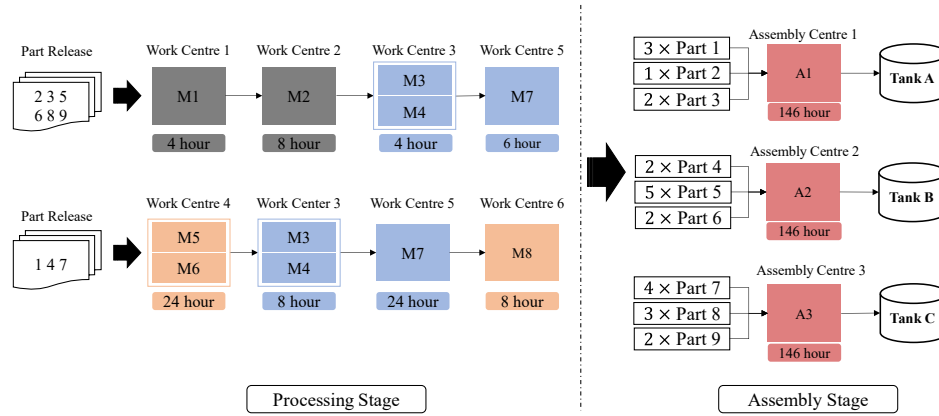 Part Release
2 3 5
6 8 9
Work Centre 1
Work Centre 2
Work Centre 3
Work Centre 5
M1
M2
M3
M4
M7
4 hour
8 hour
4 hour
6 hour
Part Release
1 4 7
Work Centre 4
Work Centre 3
Work Centre 5
Work Centre 6
M5
M6
M3
M4
M7
M8
24 hour
8 hour
24 hour
8 hour
Processing Stage
Assembly Centre 1
3 × Part 1
1 × Part 2
2 × Part 3
A1
146 hour
Tank A
Assembly Centre 2
2 × Part 4
5 × Part 5
2 × Part 6
A2
146 hour
Tank B
Assembly Centre 3
4 × Part 7
3 × Part 8
2 × Part 9
A3
146 hour
Tank C
Assembly Stage